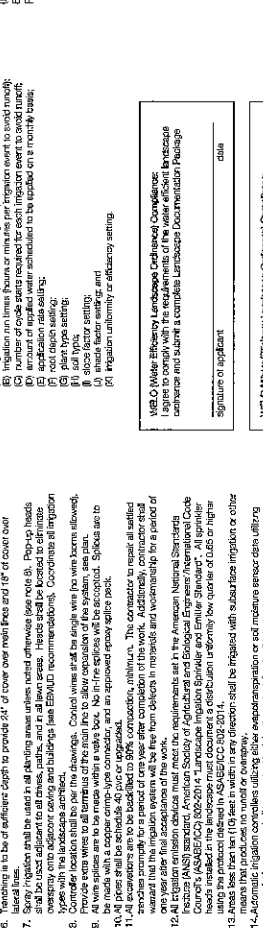 6. Trenching is to be of sufficient depth to provide 24" of cover over main lines and 18" of cover over
lateral lines.
7. Spray irrigation shall be used in all planting areas unless noted otherwise (see note 8). Pop-up heads
shall be used adjacent to all drives, paths, and in all lawn areas. Heads shall be located to eliminate
overspray onto adjacent paving and buildings (see EBMUD recommendations). Coordinate all irrigation
types with the landscape architect.
8. Controller location shall be per the drawings. Control wires shall be single wire (no wire looms allowed).
Provide extra wires to all terminals of the main line to allow expansion of the system, see plan.
9. All wire splices are to be made within a valve box. No in-line splices will be accepted. Splices are to
be made with a copper crimp-type connector, and an approved epoxy splice pack.
10. All pipes shall be schedule 40 pvc or upgraded.
11. All excavations are to be backfilled to 90% compaction, minimum. The contractor to repair all settled
trenches promptly, for a period of one year after completion of the work. Additionally, contractor shall
warrant that the irrigation system will be free from defects in materials and workmanship for a period of
one year after final acceptance of the work.
12. All irrigation emission devices must meet the requirements set in the American National Standards
Institute (ANSI) standard, American Society of Agricultural and Biological Engineers'/International Code
Council's (ASABE/ICC) 802-2014 "Landscape Irrigation Sprinkler and Emitter Standard". All sprinkler
heads installed in the landscape must document a distribution uniformity low quarter of 0.65 or higher
using the protocol defined in ASABE/ICC 802-2014.
13. Areas less than ten (10) feet in width in any direction shall be irrigated with subsurface irrigation or other
means that produces no runoff or overspray.
14. Automatic irrigation controllers utilizing either evapotranspiration or soil moisture sensor data utilizing
(B) irrigation run times (hours or minutes per irrigation event to avoid runoff);
(C) number of cycle starts required for each irrigation event to avoid runoff;
(D) amount of applied water scheduled to be applied on a monthly basis;
(E) application rate setting;
(F) root depth setting;
(G) plant type setting;
(H) soil type;
(I) slope factor setting;
(J) shade factor setting; and
(K) irrigation uniformity or efficiency setting.
WELO (Water Efficiency Landscape Ordinance) Compliance:
I agree to comply with the requirements of the water efficient landscape
ordinance and submit a complete Landscape Documentation Package
signature of applicant date